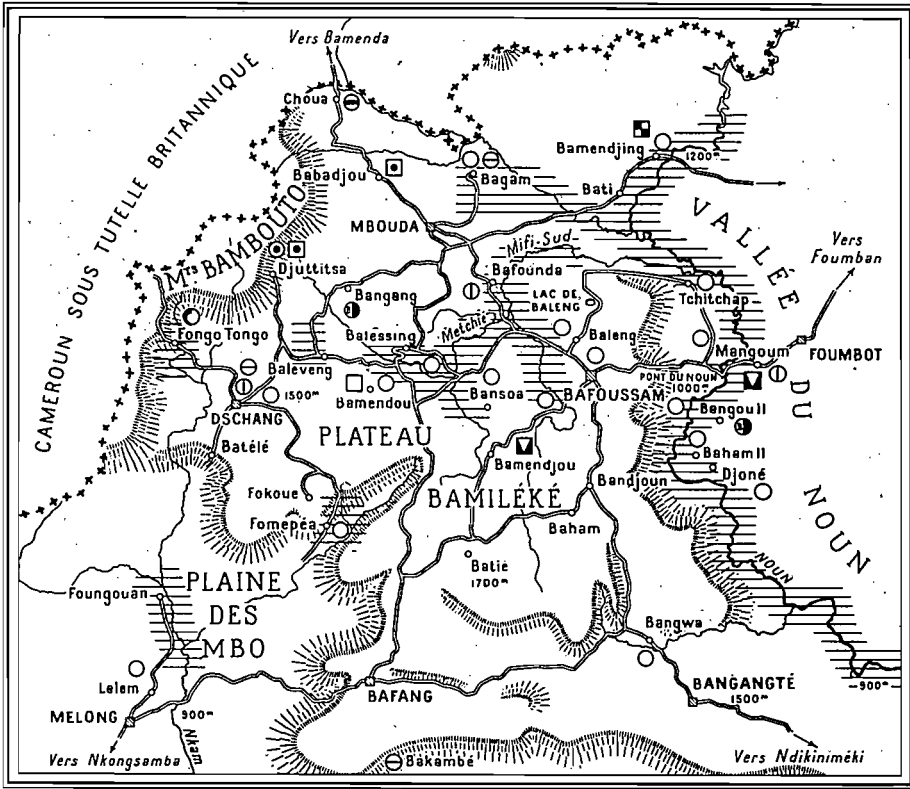 Vers Bamenda
CAMEROUN SOUS TUTELLE BRITANNIQUE
Choua
Bamendjing
1200m
Babadjou
Bagam
Bati
VALLÉE
DU
NOUN
MTS BAMBOUTO
MBOUDA
Mifi-Sud
Vers
Foumban
Djuttitsa
Bafounda
Bangang
LAC DE
BALENG
Tchitchap
Metchié
Fongo Tongo
Balessing
Baleng
Mangoum
FOUMBOT
Baleveng
PONT DU NOUN
1000m
1500m
Bamendou
Bansoa
BAFOUSSAM
Bangou II
DSCHANG
PLATEAU
Batélé
Bamendjou
Baham II
Djoné
Fokoue
BAMILÉKÉ
Bandjoun
Fomepéa
Baham
Batié
1700m
NOUN
PLAINE
DES
MBO
Foungouan
Bangwa
Lelem
BAFANG
BANGANGTÉ
1500m
900m
MELONG
900m
Nkam
Vers Nkongsamba
Bakambé
Vers Ndikiniméki